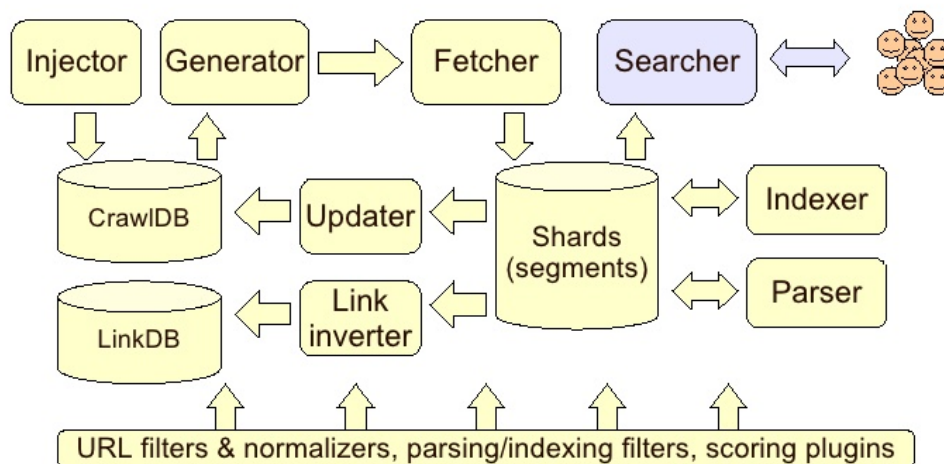 Injector
Generator
Fetcher
Searcher
CrawlDB
Updater
Shards
(segments)
Indexer
LinkDB
Link
inverter
Parser
URL filters & normalizers, parsing/indexing filters, scoring plugins